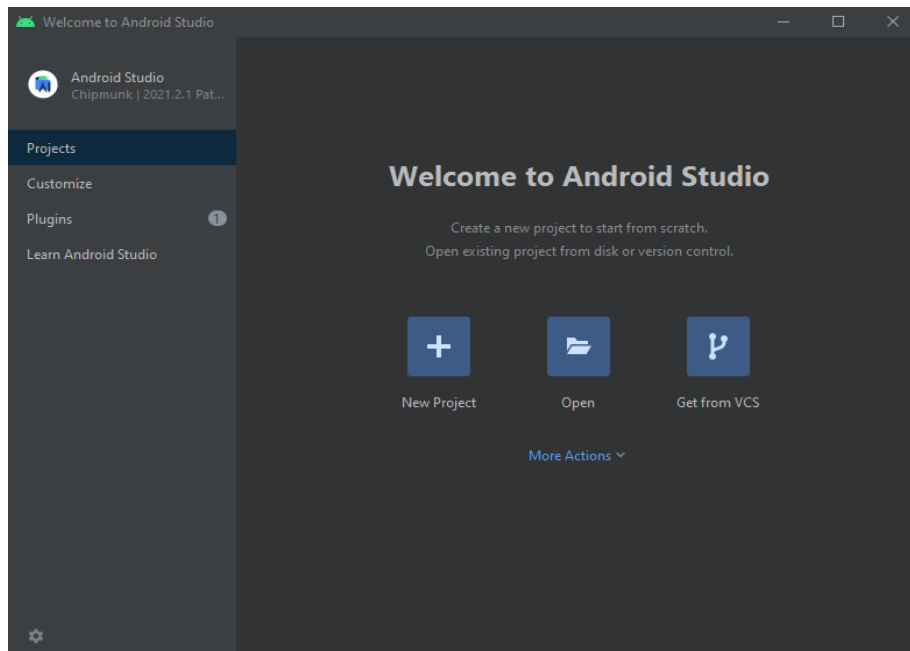 Welcome to Android Studio
Android Studio
Chipmunk | 2021.2.1 Pat...
Projects
Customize
Plugins
1
Learn Android Studio
Welcome to Android Studio
Create a new project to start from scratch.
Open existing project from disk or version control.
New Project
Open
Get from VCS
More Actions